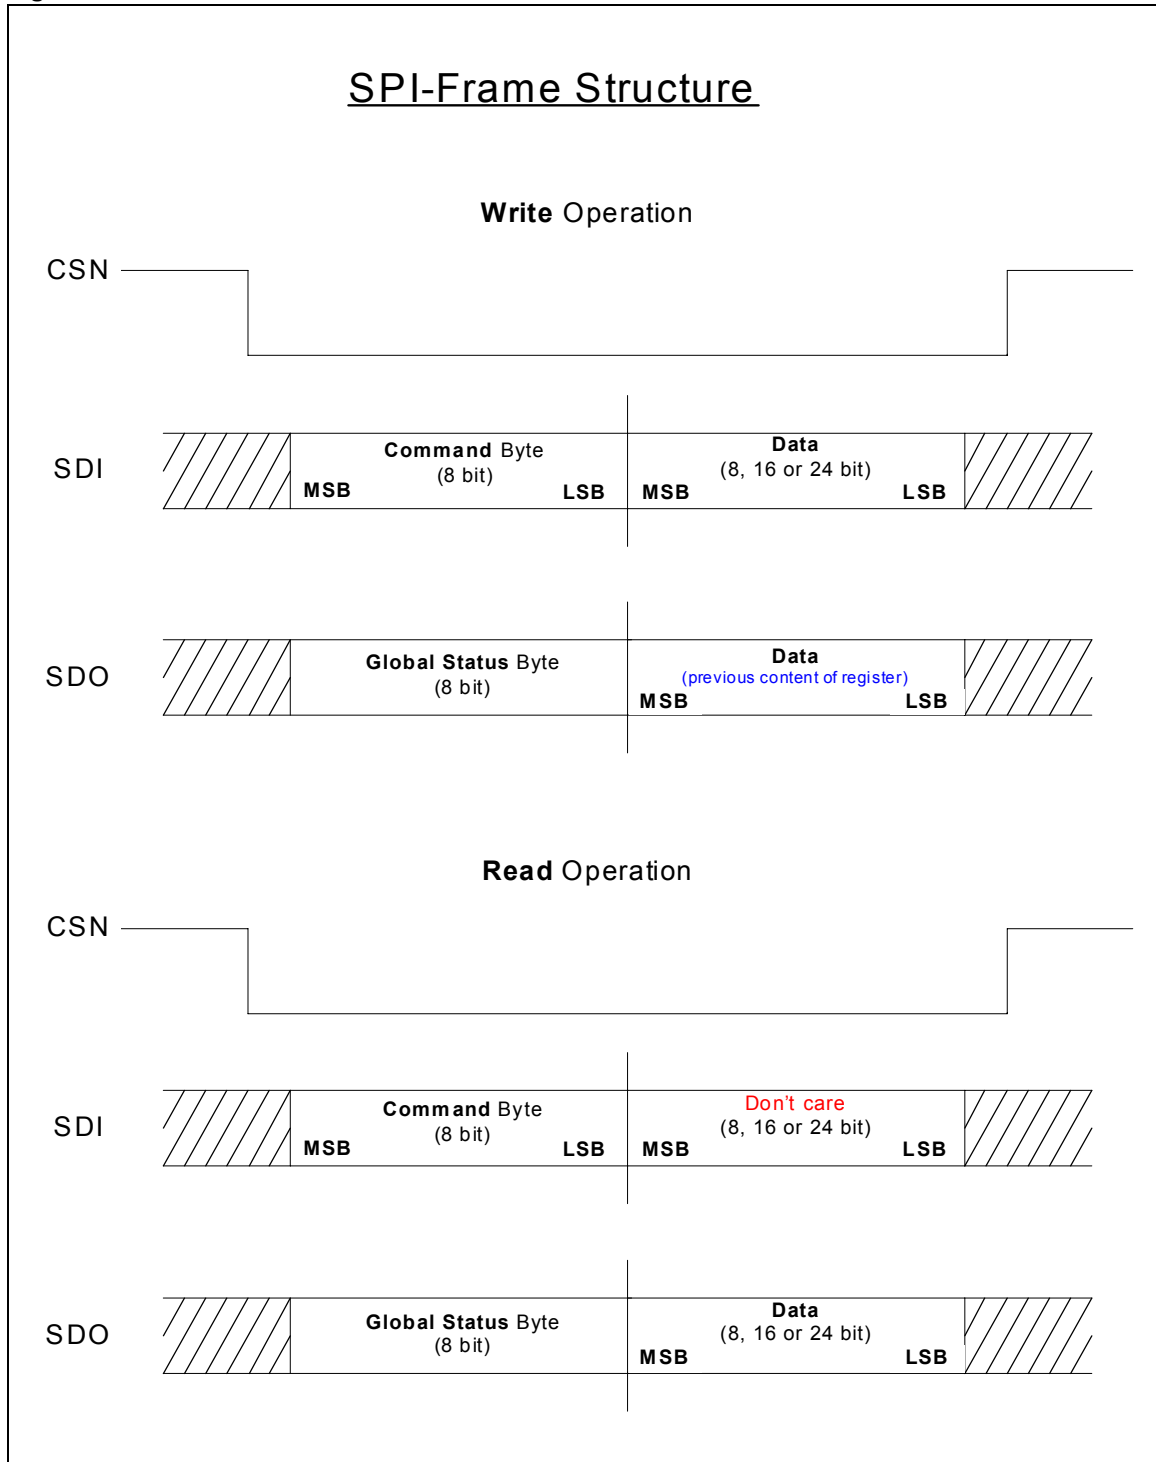 SPI-Frame Structure
Write Operation
CSN
SDI
Command Byte
(8 bit)
MSB
LSB
Data
(8, 16 or 24 bit)
MSB
LSB
SDO
Global Status Byte
(8 bit)
Data
(previous content of register)
MSB
LSB
Read Operation
CSN
SDI
Command Byte
(8 bit)
MSB
LSB
Don't care
(8, 16 or 24 bit)
MSB
LSB
SDO
Global Status Byte
(8 bit)
Data
(8, 16 or 24 bit)
MSB
LSB